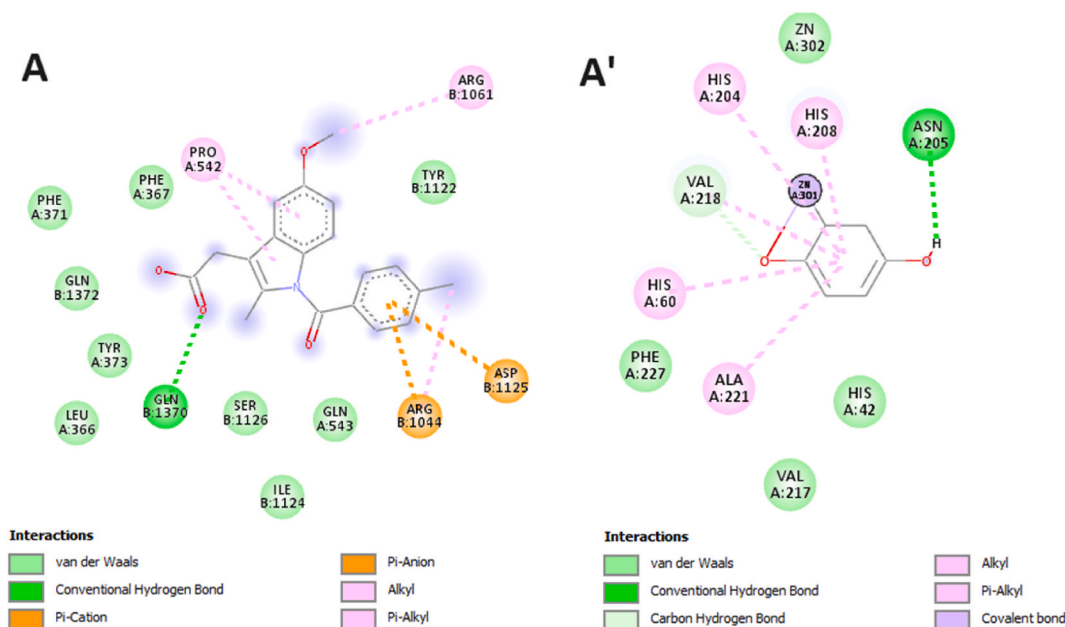 A
A'
ARG
B:1061
PRO
A:542
PHE
A:367
PHE
A:371
TYR
B:1122
GLN
B:1372
TYR
A:373
LEU
A:366
GLN
B:1370
SER
B:1126
GLN
A:543
ARG
B:1044
ASP
B:1125
ILE
B:1124
O
O
O
N
O
Interactions
van der Waals
Conventional Hydrogen Bond
Pi-Cation
Pi-Anion
Alkyl
Pi-Alkyl
ZN
A:302
HIS
A:204
HIS
A:208
ASN
A:205
VAL
A:218
ZN
A:301
H
O
O
HIS
A:60
PHE
A:227
ALA
A:221
HIS
A:42
VAL
A:217
Interactions
van der Waals
Conventional Hydrogen Bond
Carbon Hydrogen Bond
Alkyl
Pi-Alkyl
Covalent bond